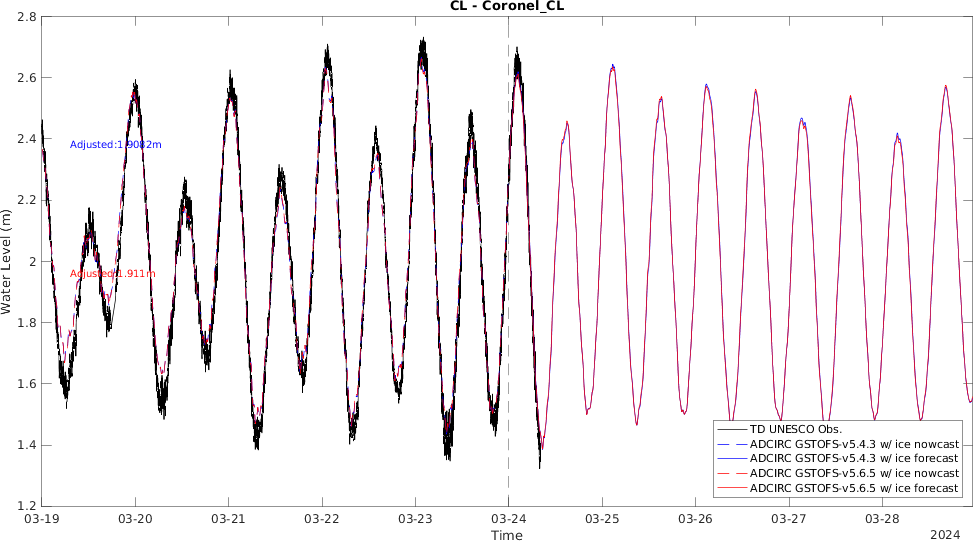 CL - Coronel_CL
2.8
2.6
2.4
2.2
2
1.8
1.6
1.4
1.2
Water Level (m)
Adjusted:1.9082m
Adjusted:1.911m
TD UNESCO Obs.
ADCIRC GSTOFS-v5.4.3 w/ ice nowcast
ADCIRC GSTOFS-v5.4.3 w/ ice forecast
ADCIRC GSTOFS-v5.6.5 w/ ice nowcast
ADCIRC GSTOFS-v5.6.5 w/ ice forecast
03-19 03-20 03-21 03-22 03-23 03-24 03-25 03-26 03-27 03-28
Time
2024